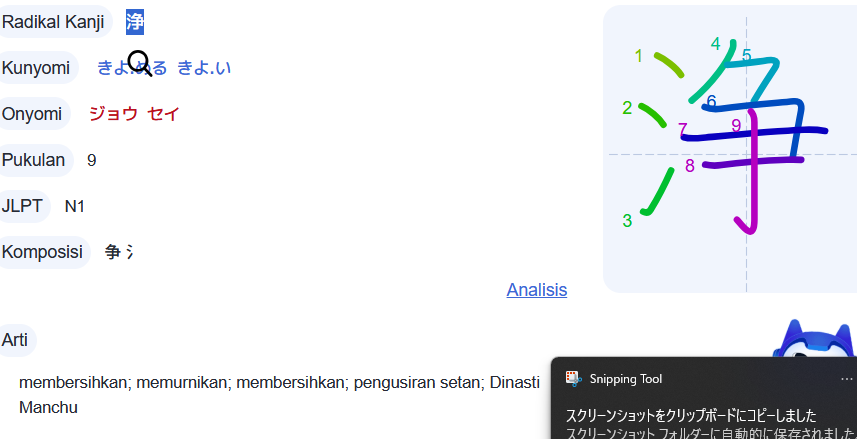 Radikal Kanji 浄
Kunyomi きよ.める きよ.い
Onyomi ジョウ セイ
Pukulan 9
JLPT N1
Komposisi 争 氵
Analisis
Arti
membersihkan; memurnikan; membersihkan; pengusiran setan; Dinasti
Manchu
1
2
3
4
5
6
7
8
9
Snipping Tool
スクリーンショットをクリップボードにコピーしました
スクリーンショット フォルダーに自動的に保存されました